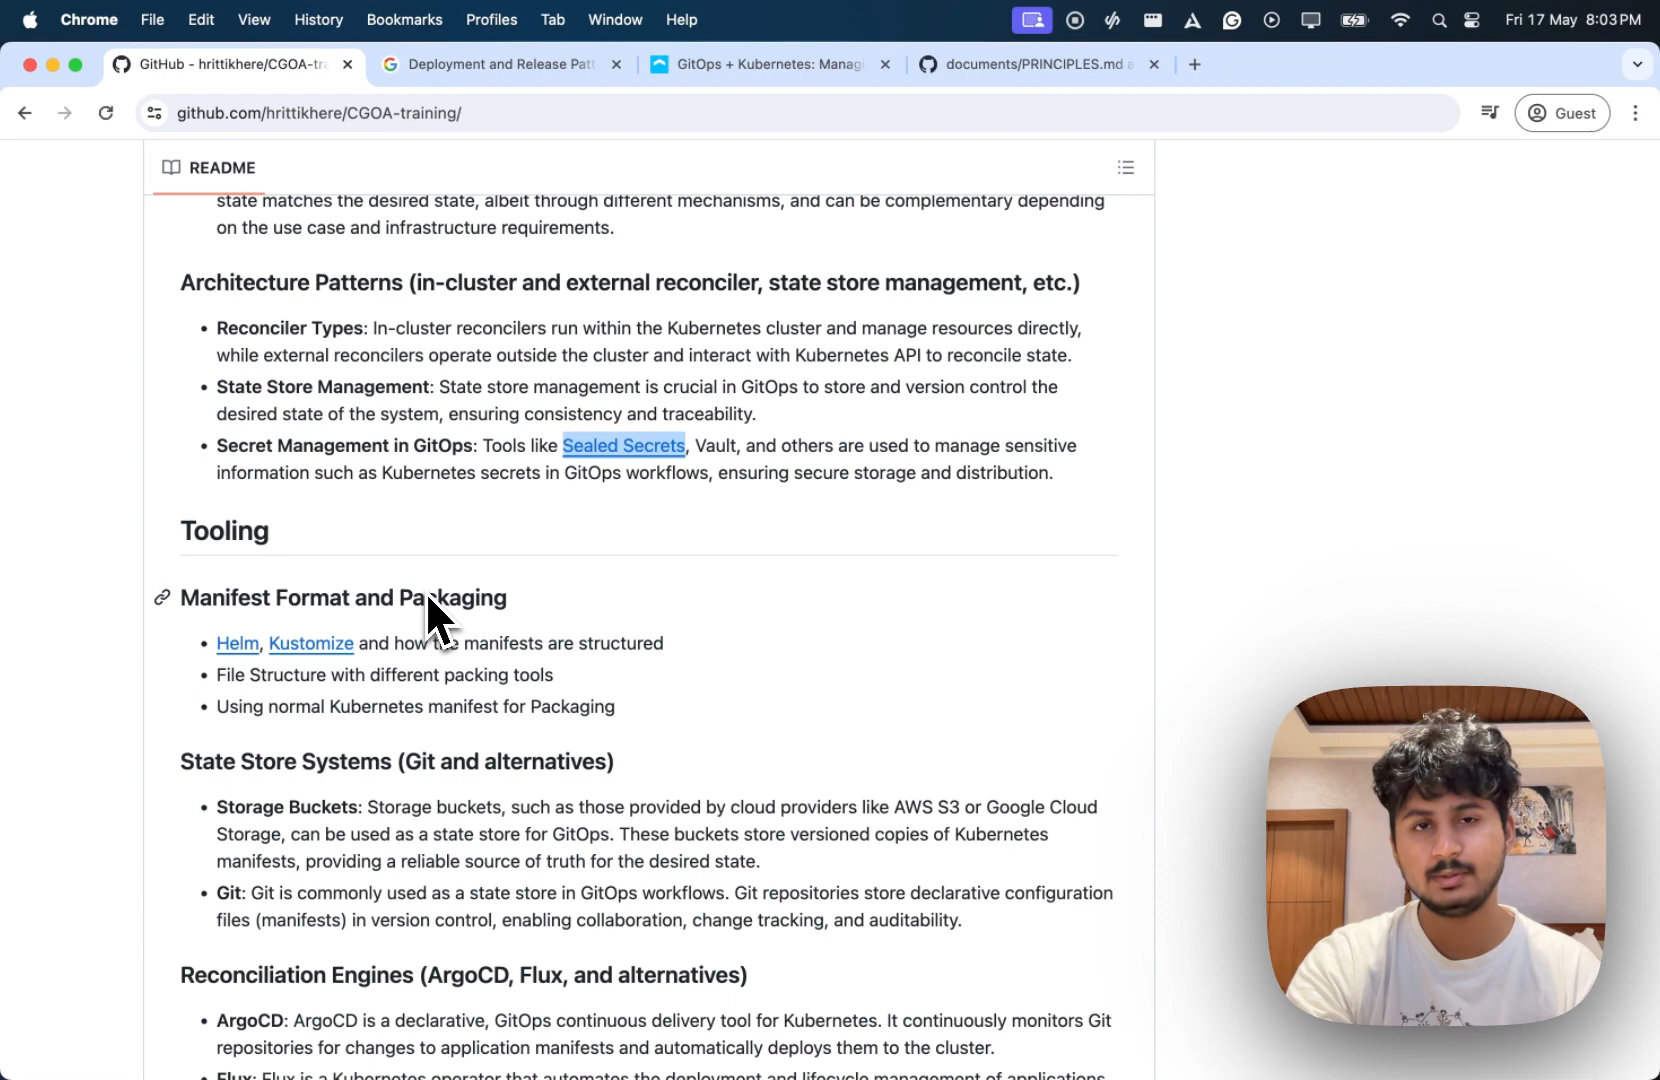 Chrome File Edit View History Bookmarks Profiles Tab Window Help Fri 17 May 8:03 PM
GitHub - hrittikhere/CGOA-tra
Deployment and Release Patt
GitOps + Kubernetes: Managi
documents/PRINCIPLES.md a
github.com/hrittikhere/CGOA-training/
Guest
README
state matches the desired state, albeit through different mechanisms, and can be complementary depending
on the use case and infrastructure requirements.
Architecture Patterns (in-cluster and external reconciler, state store management, etc.)
• Reconciler Types: In-cluster reconcilers run within the Kubernetes cluster and manage resources directly,
while external reconcilers operate outside the cluster and interact with Kubernetes API to reconcile state.
• State Store Management: State store management is crucial in GitOps to store and version control the
desired state of the system, ensuring consistency and traceability.
• Secret Management in GitOps: Tools like Sealed Secrets, Vault, and others are used to manage sensitive
information such as Kubernetes secrets in GitOps workflows, ensuring secure storage and distribution.
Tooling
Manifest Format and Packaging
• Helm, Kustomize and how the manifests are structured
• File Structure with different packing tools
• Using normal Kubernetes manifest for Packaging
State Store Systems (Git and alternatives)
• Storage Buckets: Storage buckets, such as those provided by cloud providers like AWS S3 or Google Cloud
Storage, can be used as a state store for GitOps. These buckets store versioned copies of Kubernetes
manifests, providing a reliable source of truth for the desired state.
• Git: Git is commonly used as a state store in GitOps workflows. Git repositories store declarative configuration
files (manifests) in version control, enabling collaboration, change tracking, and auditability.
Reconciliation Engines (ArgoCD, Flux, and alternatives)
• ArgoCD: ArgoCD is a declarative, GitOps continuous delivery tool for Kubernetes. It continuously monitors Git
repositories for changes to application manifests and automatically deploys them to the cluster.
• Flux: Flux is a Kubernetes operator that automates the deployment and lifecycle management of applications